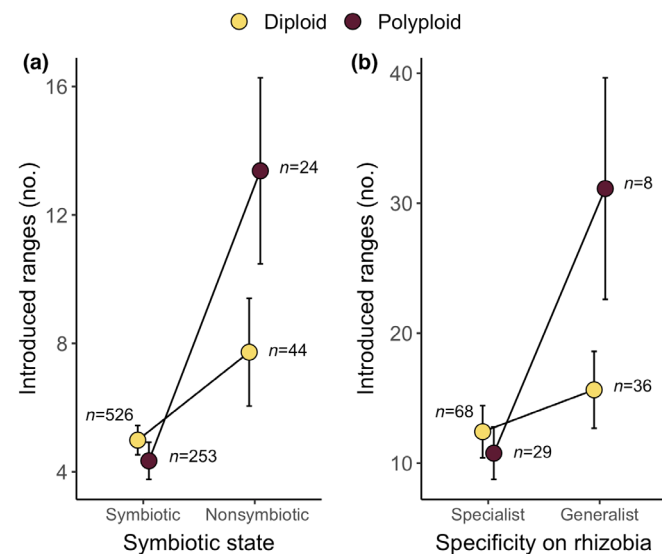 Diploid Polyploid
(a)
16
12
8
4
Introduced ranges (no.)
n=24
n=44
n=526
n=253
Symbiotic Nonsymbiotic
Symbiotic state
(b)
40
30
20
10
Introduced ranges (no.)
n=8
n=36
n=68
n=29
Specialist Generalist
Specificity on rhizobia